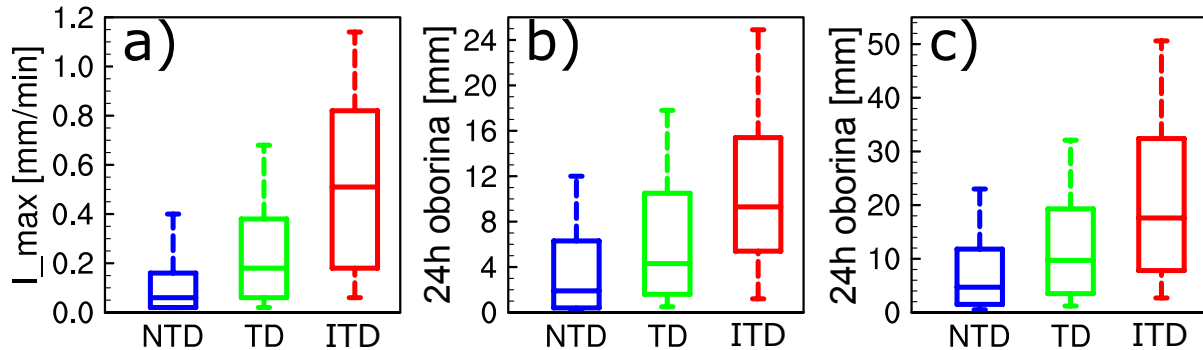 a)
I_max [mm/min]
1.2
1.0
0.8
0.6
0.4
0.2
0.0
NTD TD ITD
b)
24h oborina [mm]
24
20
16
12
8
4
0
NTD TD ITD
c)
24h oborina [mm]
50
40
30
20
10
0
NTD TD ITD